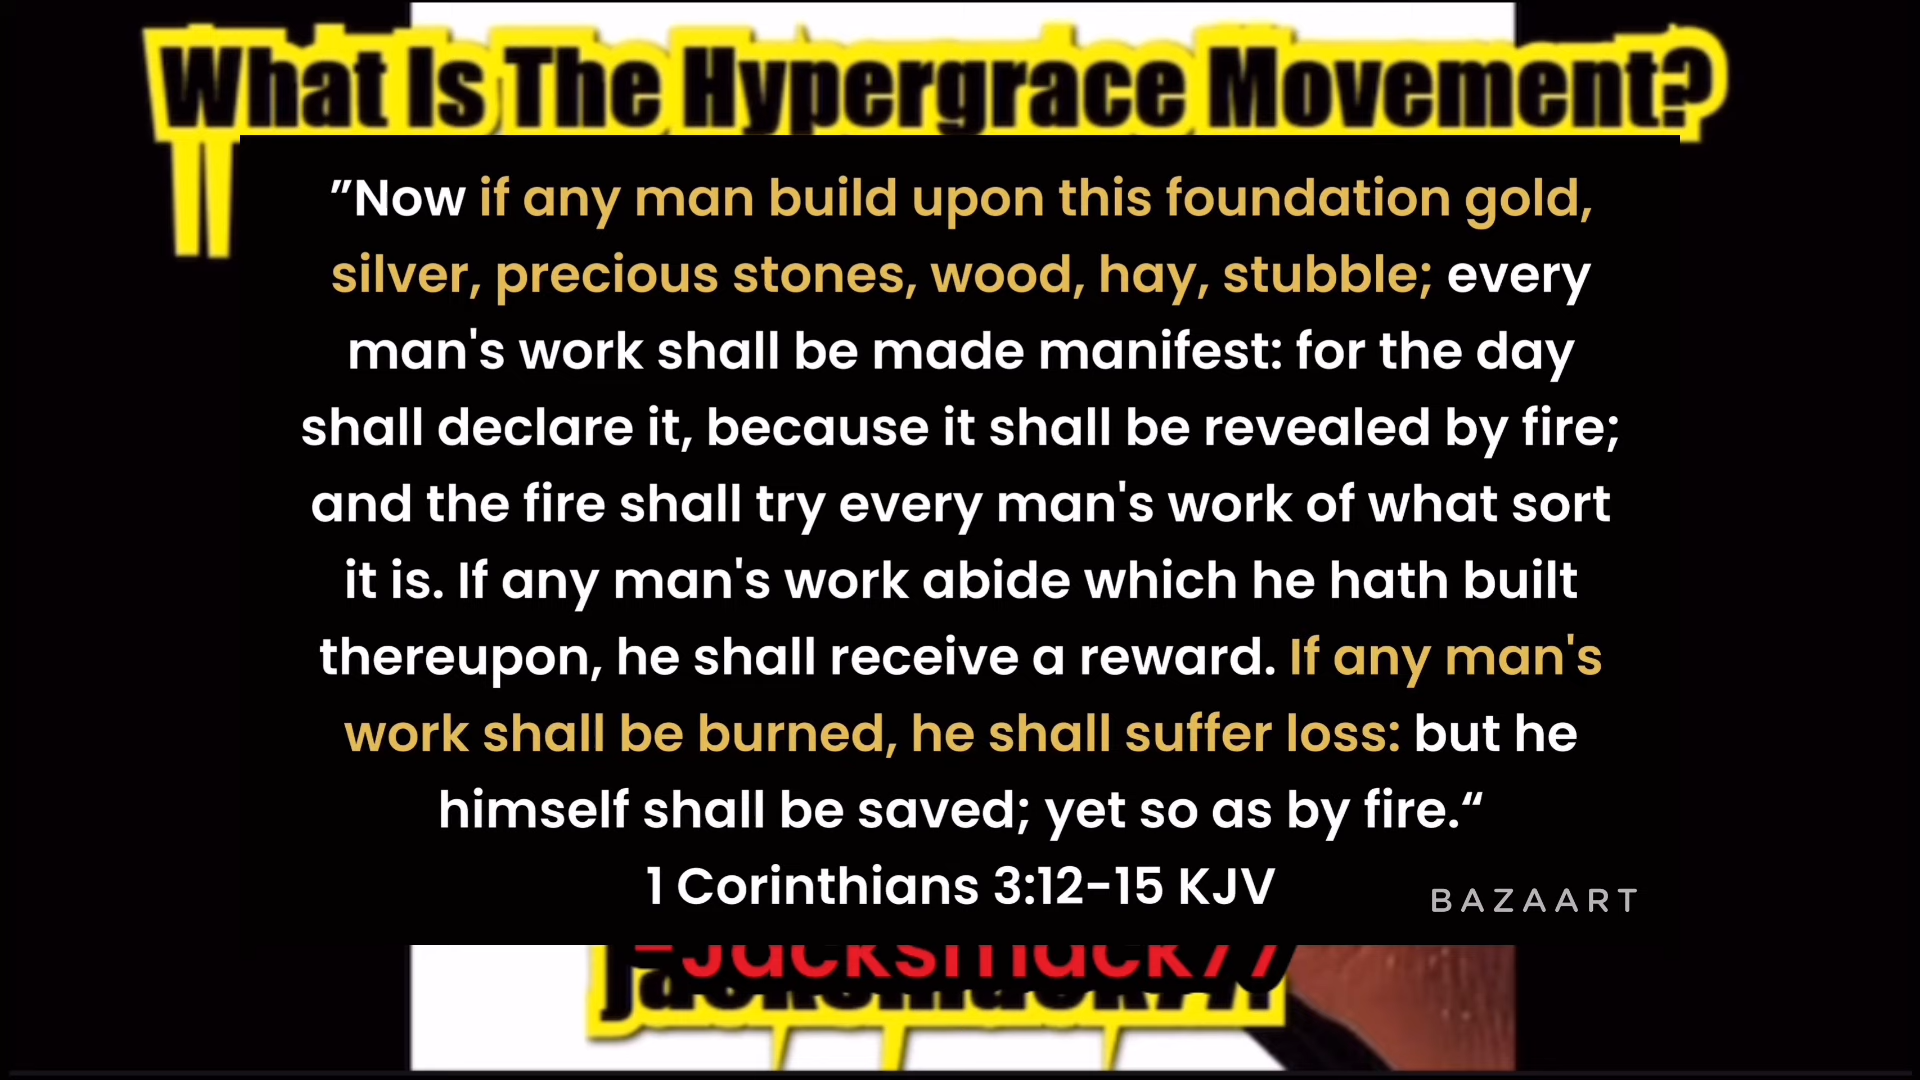 What Is The Hypergrace Movement?
"
”Now if any man build upon this foundation gold,
silver, precious stones, wood, hay, stubble; every
man's work shall be made manifest: for the day
shall declare it, because it shall be revealed by fire;
and the fire shall try every man's work of what sort
it is. If any man's work abide which he hath built
thereupon, he shall receive a reward. If any man's
work shall be burned, he shall suffer loss: but he
himself shall be saved; yet so as by fire.“
1 Corinthians 3:12-15 KJV
BAZAART
-Jacksmack77